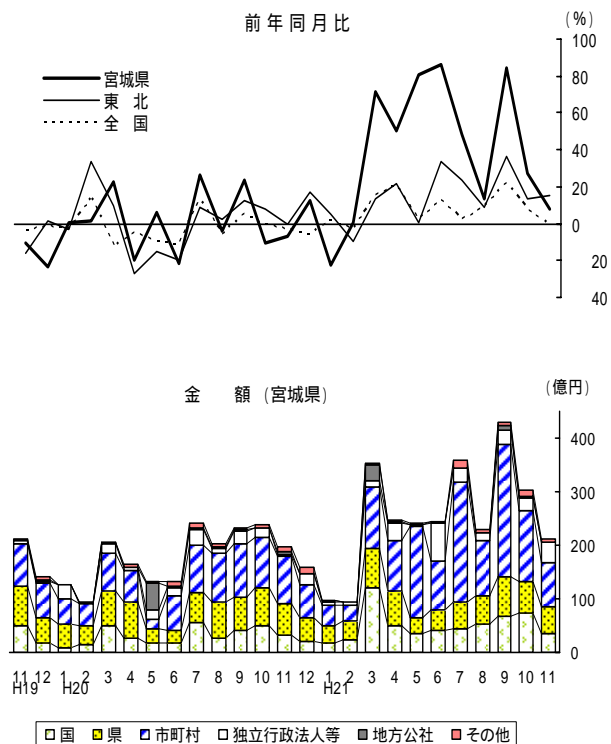 前年同月比
(%)
宮城県
東 北
全 国
100
80
60
40
20
0
20
40
金 額 (宮城県)
(億円)
400
300
200
100
0
11 12 1 2 3 4 5 6 7 8 9 10 11 12 1 2 3 4 5 6 7 8 9 10 11
H19 H20 H21
国 県 市町村 独立行政法人等 地方公社 その他